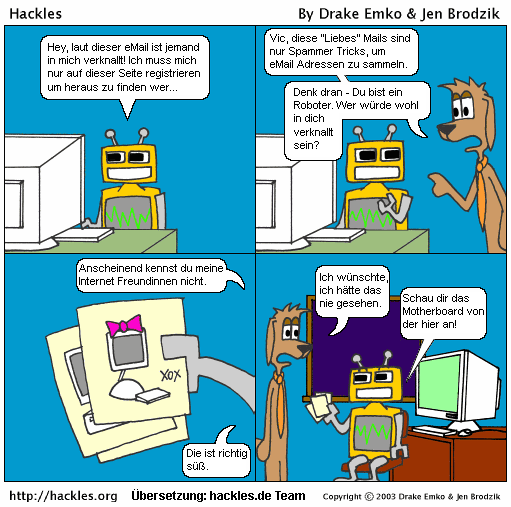 Hackles
By Drake Emko & Jen Brodzik
Hey, laut dieser eMail ist jemand
in mich verknallt! Ich muss mich
nur auf dieser Seite registrieren
um heraus zu finden wer...
Vic, diese "Liebes" Mails sind
nur Spammer Tricks, um
eMail Adressen zu sammeln.
Denk dran - Du bist ein
Roboter. Wer würde wohl
in dich
verknallt
sein?
Anscheinend kennst du meine
Internet Freundinnen nicht.
XOX
Die ist richtig
süß.
Ich wünschte,
ich hätte das
nie gesehen.
Schau dir das
Motherboard von
der hier an!
http://hackles.org
Übersetzung: hackles.de Team
Copyright © 2003 Drake Emko & Jen Brodzik